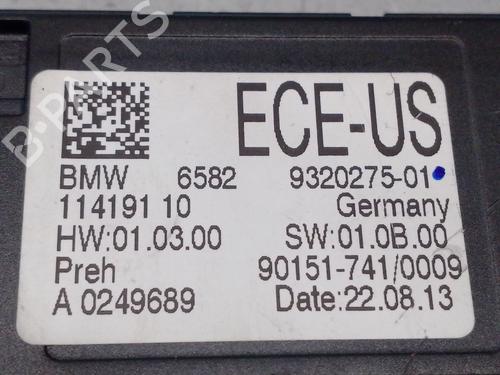 ECE-US
BMW 6582 9320275-01
114191 10 Germany
HW:01.03.00 SW:01.0B.00
Preh 90151-741/0009
A 0249689 Date:22.08.13
B-PARTS